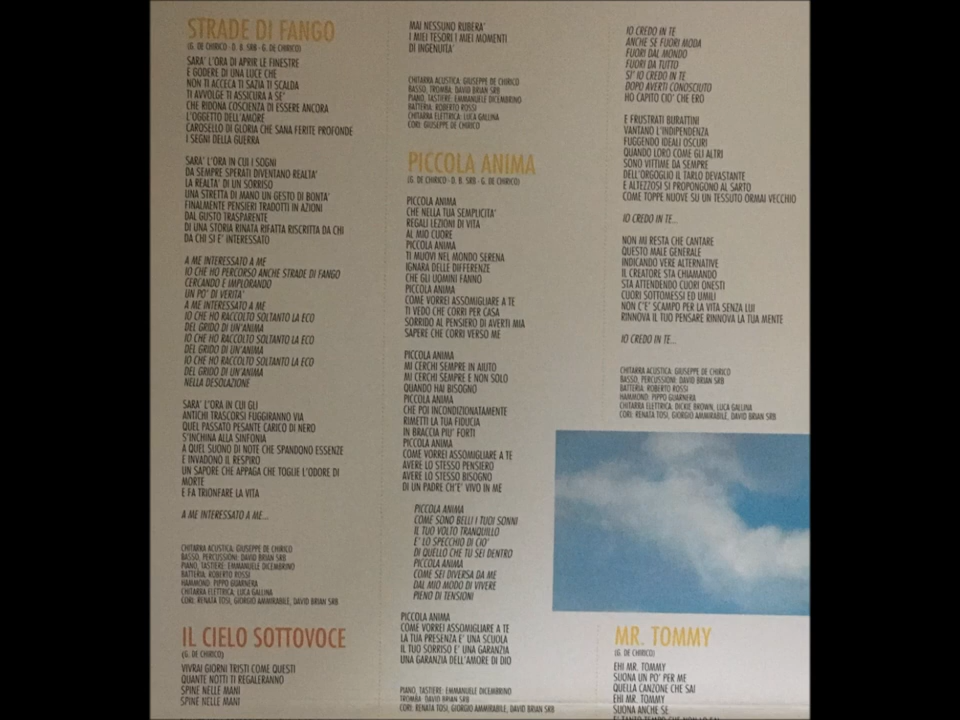 STRADE DI FANGO
(G. DE CHIRICO - D. B. SRB - G. DE CHIRICO)
SARA' L'ORA DI APRIRE LE FINESTRE
E GODERE DI UNA LUCE CHE
NON TI ACCECA TI SAZIA TI SCALDA
TI AVVOLGE TI ASSICURA A SE'
CHE RIDONA COSCIENZA DI ESSERE ANCORA
L'OGGETTO DELL'AMORE
CAROSELLO DI GLORIA CHE SANA FERITE PROFONDE
I SEGNI DELLA GUERRA
SARA' L'ORA IN CUI I SOGNI
DA SEMPRE SPERATI DIVENTANO REALTA'
LA REALTA' DI UN SORRISO
UNA STRETTA DI MANO UN GESTO DI BONTA'
FINALMENTE PENSIERI TRADOTTI IN AZIONI
DAL GUSTO TRASPARENTE
DI UNA STORIA RINATA RIFATTA RISCRITTA DA CHI
DA CHI SI E' INTERESSATO
A ME INTERESSATO A ME
IO CHE HO PERCORSO ANCHE STRADE DI FANGO
CERCANDO E IMPLORANDO
UN PO' DI VERITA'
A ME INTERESSATO A ME
IO CHE HO RACCOLTO SOLTANTO LA ECO
DEL GRIDO DI UN'ANIMA
IO CHE HO RACCOLTO SOLTANTO LA ECO
DEL GRIDO DI UN'ANIMA
IO CHE HO RACCOLTO SOLTANTO LA ECO
DEL GRIDO DI UN'ANIMA
NELLA DESOLAZIONE
SARA' L'ORA IN CUI GLI
ANTICHI TRASCORSI FUGGIRANNO VIA
QUEL PASSATO PESANTE CARICO DI NERO
S'INCHINA ALLA SINFONIA
A QUEL SUONO DI NOTE CHE SPANDONO ESSENZE
E INVADONO IL RESPIRO
UN SAPORE CHE APPAGA CHE TOGLIE L'ODORE DI
MORTE
E FA TRIONFARE LA VITA
A ME INTERESSATO A ME...
CHITARRA ACUSTICA: GIUSEPPE DE CHIRICO
BASSO, PERCUSSIONI: DAVID BRIAN SRB
PIANO, TASTIERE: EMMANUELE DICEMBRINO
BATTERIA: ROBERTO ROSSI
HAMMOND: PIPPO GUARNERA
CHITARRA ELETTRICA: LUCA GALLINA
CORI: RENATA TOSI, GIORGIO AMMIRABILE, DAVID BRIAN SRB
IL CIELO SOTTOVOCE
(G. DE CHIRICO)
VIVRAI GIORNI TRISTI COME QUESTI
QUANTE NOTTI TI REGALERANNO
SPINE NELLE MANI
SPINE NELLE MANI
MAI NESSUNO RUBERA'
I MIEI TESORI I MIEI MOMENTI
DI INGENUITA'
CHITARRA ACUSTICA: GIUSEPPE DE CHIRICO
BASSO, TROMBA: DAVID BRIAN SRB
PIANO, TASTIERE: EMMANUELE DICEMBRINO
BATTERIA: ROBERTO ROSSI
CHITARRA ELETTRICA: LUCA GALLINA
CORI: GIUSEPPE DE CHIRICO
PICCOLA ANIMA
(G. DE CHIRICO - D. B. SRB - G. DE CHIRICO)
PICCOLA ANIMA
CHE NELLA TUA SEMPLICITA'
REGALI LEZIONI DI VITA
AL MIO CUORE
PICCOLA ANIMA
TI MUOVI NEL MONDO SERENA
IGNARA DELLE DIFFERENZE
CHE GLI UOMINI FANNO
PICCOLA ANIMA
COME VORREI ASSOMIGLIARE A TE
TI VEDO CHE CORRI PER CASA
SORRIDO AL PENSIERO DI AVERTI MIA
SAPERE CHE CORRI VERSO ME
PICCOLA ANIMA
MI CERCHI SEMPRE IN AIUTO
MI CERCHI SEMPRE E NON SOLO
QUANDO HAI BISOGNO
PICCOLA ANIMA
CHE POI INCONDIZIONATAMENTE
RIMETTI LA TUA FIDUCIA
IN BRACCIA PIU' FORTI
PICCOLA ANIMA
COME VORREI ASSOMIGLIARE A TE
AVERE LO STESSO PENSIERO
AVERE LO STESSO BISOGNO
DI UN PADRE CH'E' VIVO IN ME
PICCOLA ANIMA
COME SONO BELLI I TUOI SONNI
IL TUO VOLTO TRANQUILLO
E' LO SPECCHIO DI CIO'
DI QUELLO CHE TU SEI DENTRO
PICCOLA ANIMA
COME SEI DIVERSA DA ME
DAL MIO MODO DI VIVERE
PIENO DI TENSIONI
PICCOLA ANIMA
COME VORREI ASSOMIGLIARE A TE
LA TUA PRESENZA E' UNA SCUOLA
IL TUO SORRISO E' UNA GARANZIA
UNA GARANZIA DELL'AMORE DI DIO
PIANO, TASTIERE: EMMANUELE DICEMBRINO
TROMBA: DAVID BRIAN SRB
CORI: RENATA TOSI, GIORGIO AMMIRABILE, DAVID BRIAN SRB
IO CREDO IN TE
ANCHE SE FUORI MODA
FUORI DAL MONDO
FUORI DA TUTTO
SI' IO CREDO IN TE
DOPO AVERTI CONOSCIUTO
HO CAPITO CIO' CHE ERO
E FRUSTRATI BURATTINI
VANTANO L'INDIPENDENZA
FUGGENDO IDEALI OSCURI
QUANDO LORO COME GLI ALTRI
SONO VITTIME DA SEMPRE
DELL'ORGOGLIO IL TARLO DEVASTANTE
E ALTEZZOSI SI PROPONGONO AL SARTO
COME TOPPE NUOVE SU UN TESSUTO ORMAI VECCHIO
IO CREDO IN TE...
NON MI RESTA CHE CANTARE
QUESTO MALE GENERALE
INDICANDO VERE ALTERNATIVE
IL CREATORE STA CHIAMANDO
STA ATTENDENDO CUORI ONESTI
CUORI SOTTOMESSI ED UMILI
NON C'E' SCAMPO PER LA VITA SENZA LUI
RINNOVA IL TUO PENSARE RINNOVA LA TUA MENTE
IO CREDO IN TE...
CHITARRA ACUSTICA: GIUSEPPE DE CHIRICO
BASSO, PERCUSSIONI: DAVID BRIAN SRB
BATTERIA: ROBERTO ROSSI
HAMMOND: PIPPO GUARNERA
CHITARRA ELETTRICA: DICKIE BROWN, LUCA GALLINA
CORI: RENATA TOSI, GIORGIO AMMIRABILE, DAVID BRIAN SRB
MR. TOMMY
(G. DE CHIRICO)
EHI MR. TOMMY
SUONA UN PO' PER ME
QUELLA CANZONE CHE SAI
EHI MR. TOMMY
SUONA ANCHE SE
E' TANTO TEMPO CHE NON LO SAI